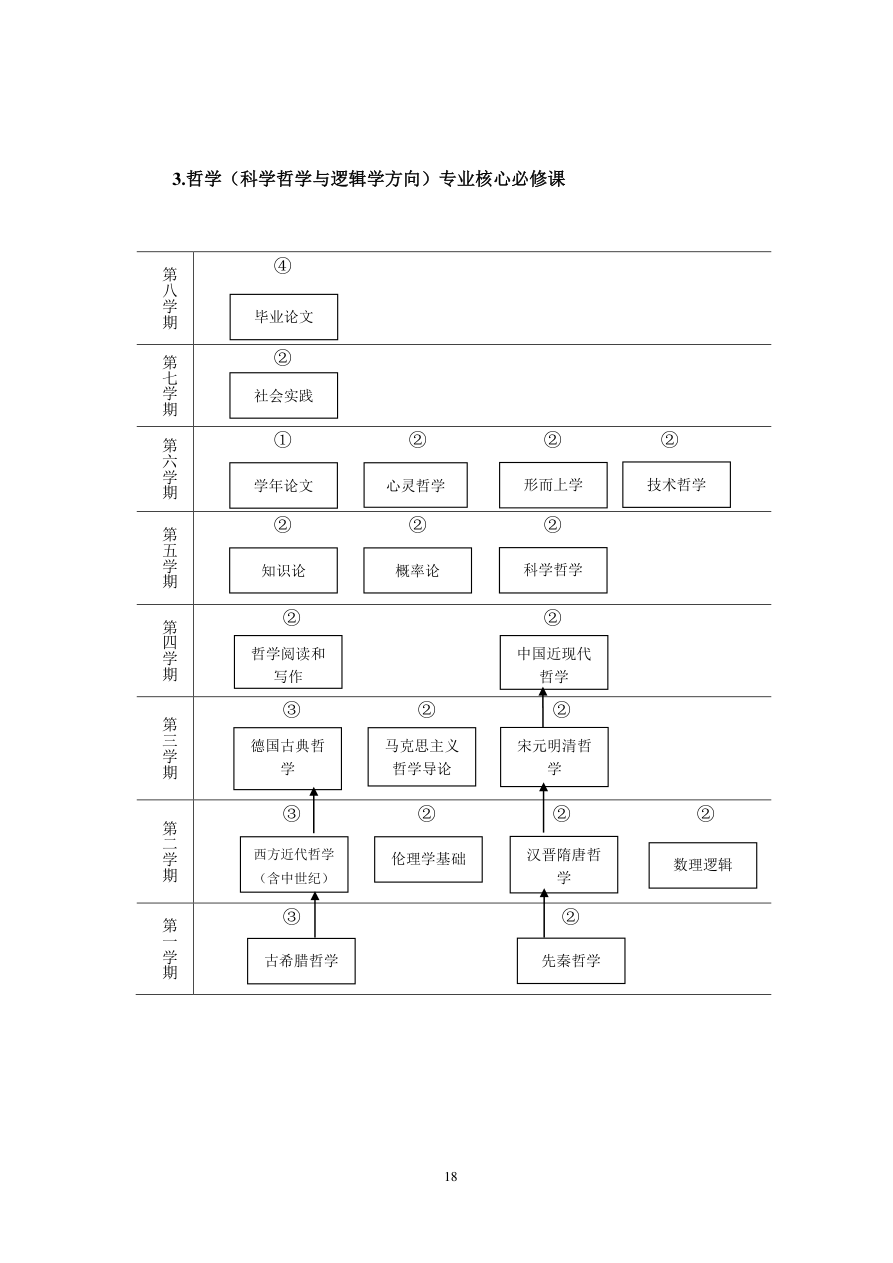 3.哲学（科学哲学与逻辑学方向）专业核心必修课
第八学期
④
毕业论文
第七学期
②
社会实践
第六学期
① ② ② ②
学年论文 心灵哲学 形而上学 技术哲学
第五学期
② ② ②
知识论 概率论 科学哲学
第四学期
② ②
哲学阅读和
写作
中国近现代
哲学
第三学期
③ ② ②
德国古典哲
学
马克思主义
哲学导论
宋元明清哲
学
第二学期
③ ② ② ②
西方近代哲学
（含中世纪）
伦理学基础
汉晋隋唐哲
学
数理逻辑
第一学期
③ ②
古希腊哲学 先秦哲学
18